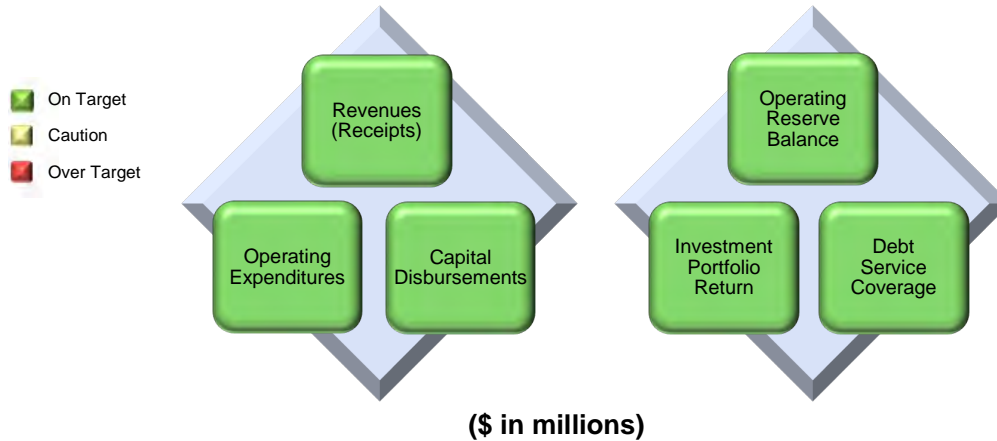 On Target
Caution
Over Target
Revenues
(Receipts)
Operating
Expenditures
Capital
Disbursements
Operating
Reserve
Balance
Investment
Portfolio
Return
Debt
Service
Coverage
($ in millions)